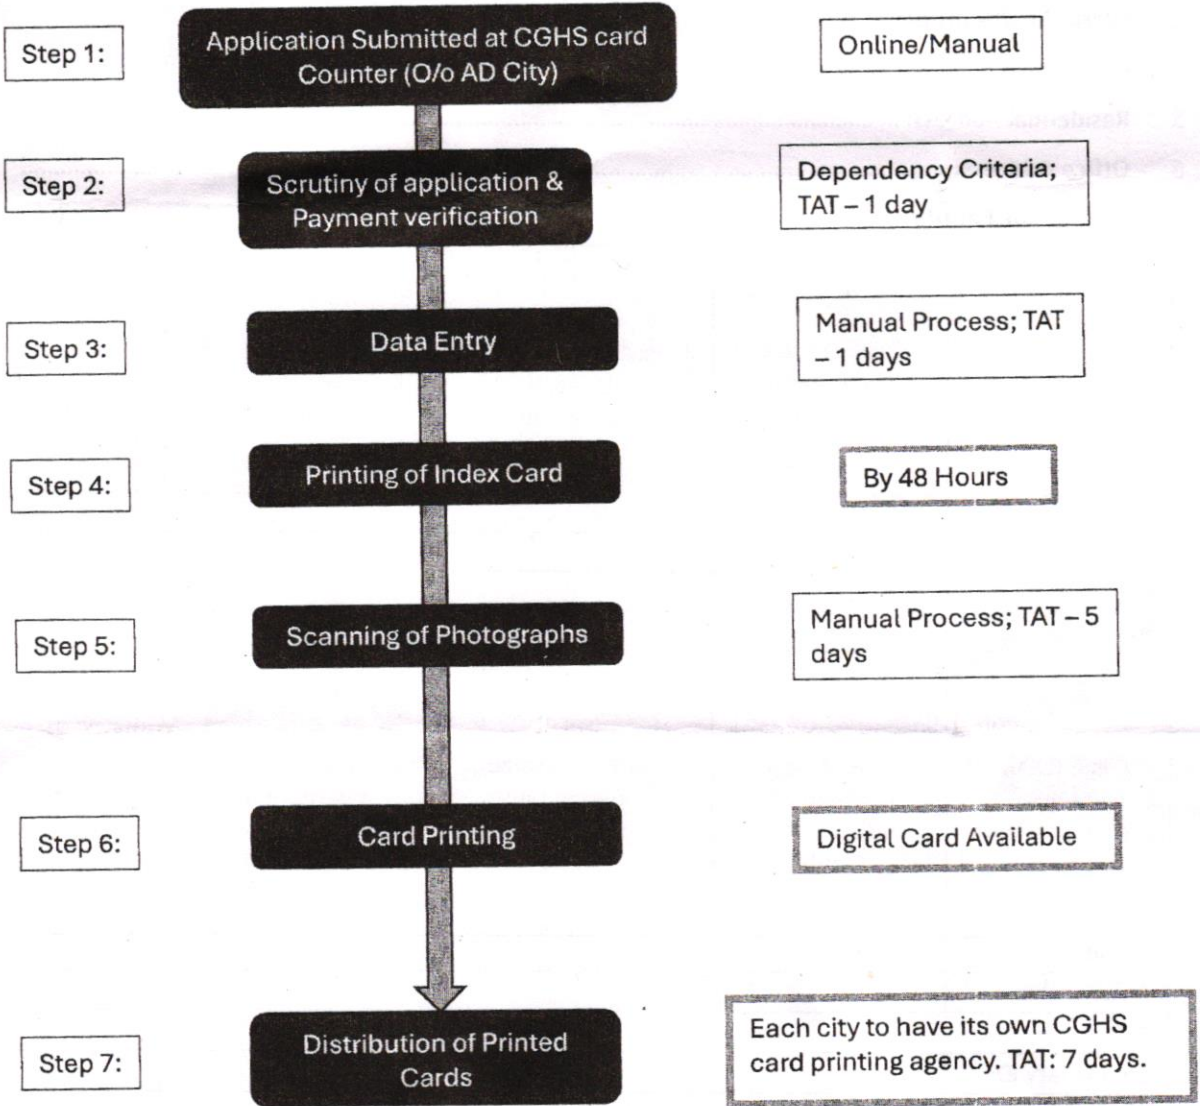 Step 1:
Application Submitted at CGHS card
Counter (O/o AD City)
Online/Manual
Step 2:
Scrutiny of application &
Payment verification
Dependency Criteria;
TAT – 1 day
Step 3:
Data Entry
Manual Process; TAT
– 1 days
Step 4:
Printing of Index Card
By 48 Hours
Step 5:
Scanning of Photographs
Manual Process; TAT – 5
days
Step 6:
Card Printing
Digital Card Available
Step 7:
Distribution of Printed
Cards
Each city to have its own CGHS
card printing agency. TAT: 7 days.